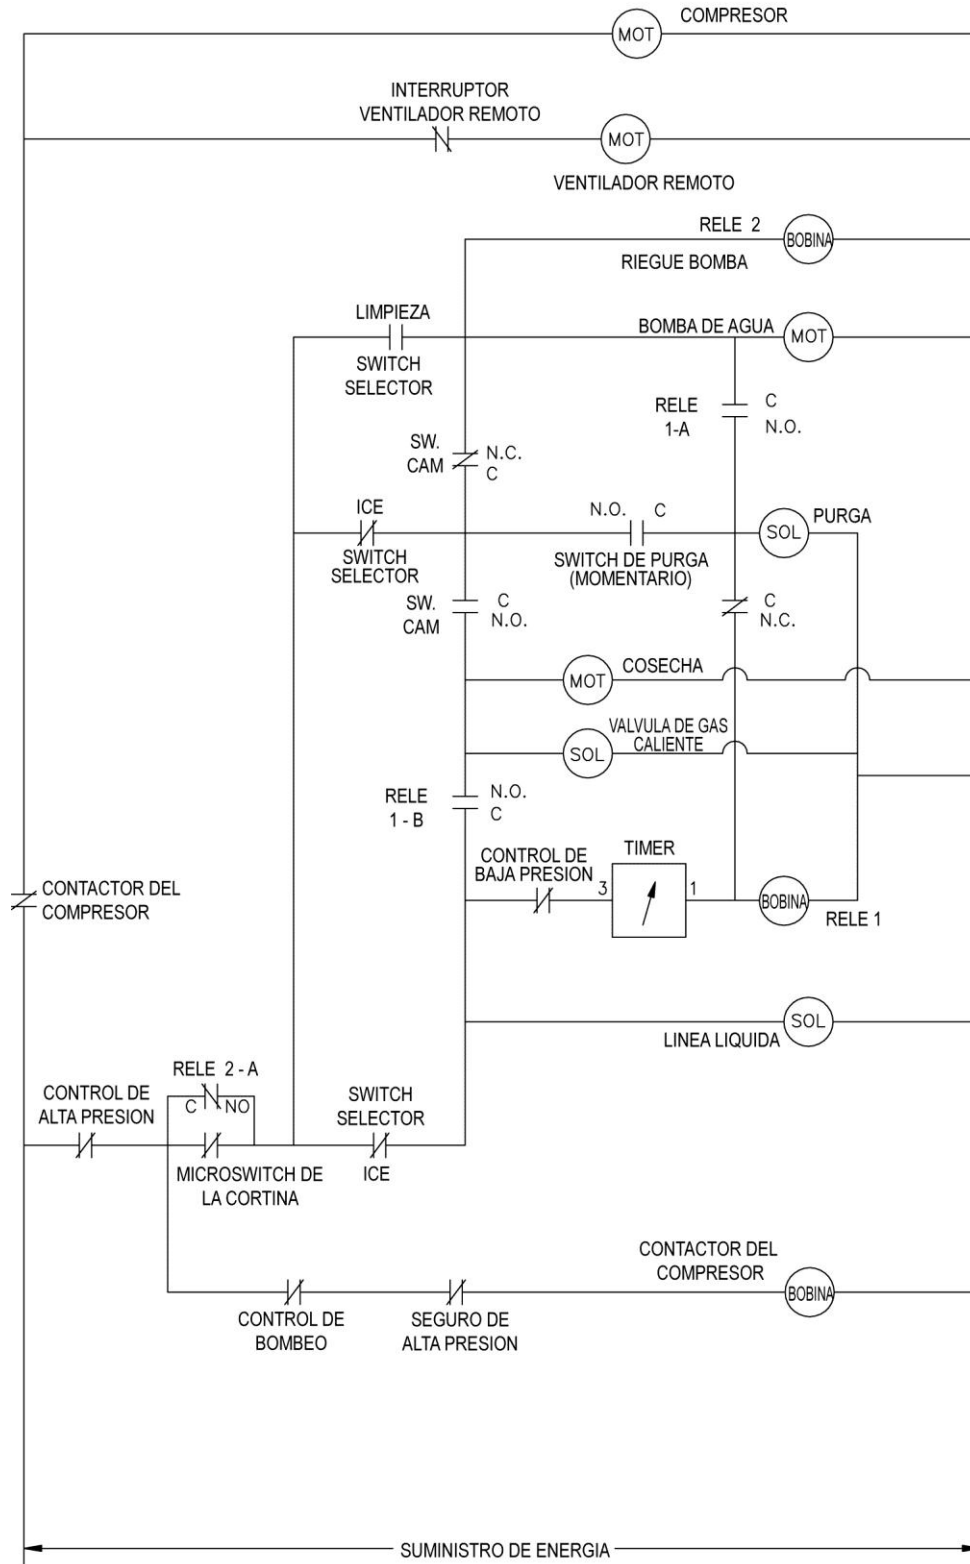 COMPRESOR
MOT
INTERRUPTOR
VENTILADOR REMOTO
MOT
VENTILADOR REMOTO
RELE 2
BOBINA
RIEGUE BOMBA
LIMPIEZA
BOMBA DE AGUA
MOT
SWITCH
SELECTOR
RELE
1-A
C
N.O.
SW.
CAM
N.C.
C
ICE
N.O.
C
SOL
PURGA
SWITCH
SELECTOR
SWITCH DE PURGA
(MOMENTARIO)
SW.
CAM
C
N.O.
C
N.C.
MOT
COSECHA
VALVULA DE GAS
CALIENTE
SOL
RELE
1 - B
N.O.
C
CONTROL DE
BAJA PRESION
TIMER
3
1
BOBINA
RELE 1
CONTACTOR DEL
COMPRESOR
SOL
LINEA LIQUIDA
RELE 2 - A
C
NO
CONTROL DE
ALTA PRESION
SWITCH
SELECTOR
MICROSWITCH DE
LA CORTINA
ICE
CONTACTOR DEL
COMPRESOR
BOBINA
CONTROL DE
BOMBEO
SEGURO DE
ALTA PRESION
SUMINISTRO DE ENERGIA